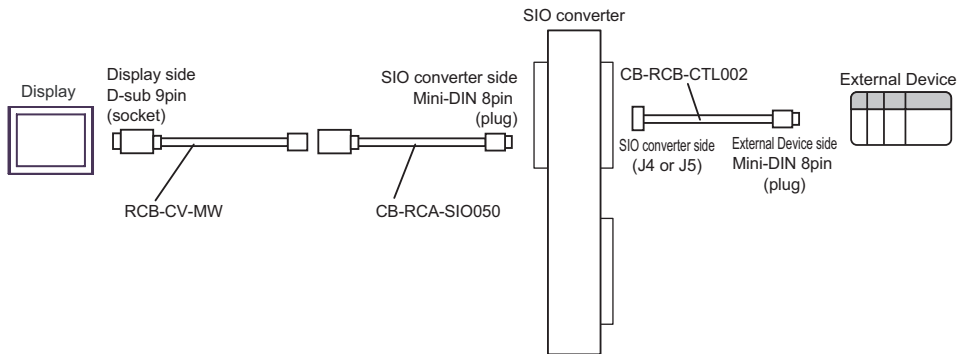 SIO converter
Display
Display side
D-sub 9pin
(socket)
SIO converter side
Mini-DIN 8pin
(plug)
CB-RCB-CTL002
External Device
SIO converter side
(J4 or J5)
External Device side
Mini-DIN 8pin
(plug)
RCB-CV-MW
CB-RCA-SIO050